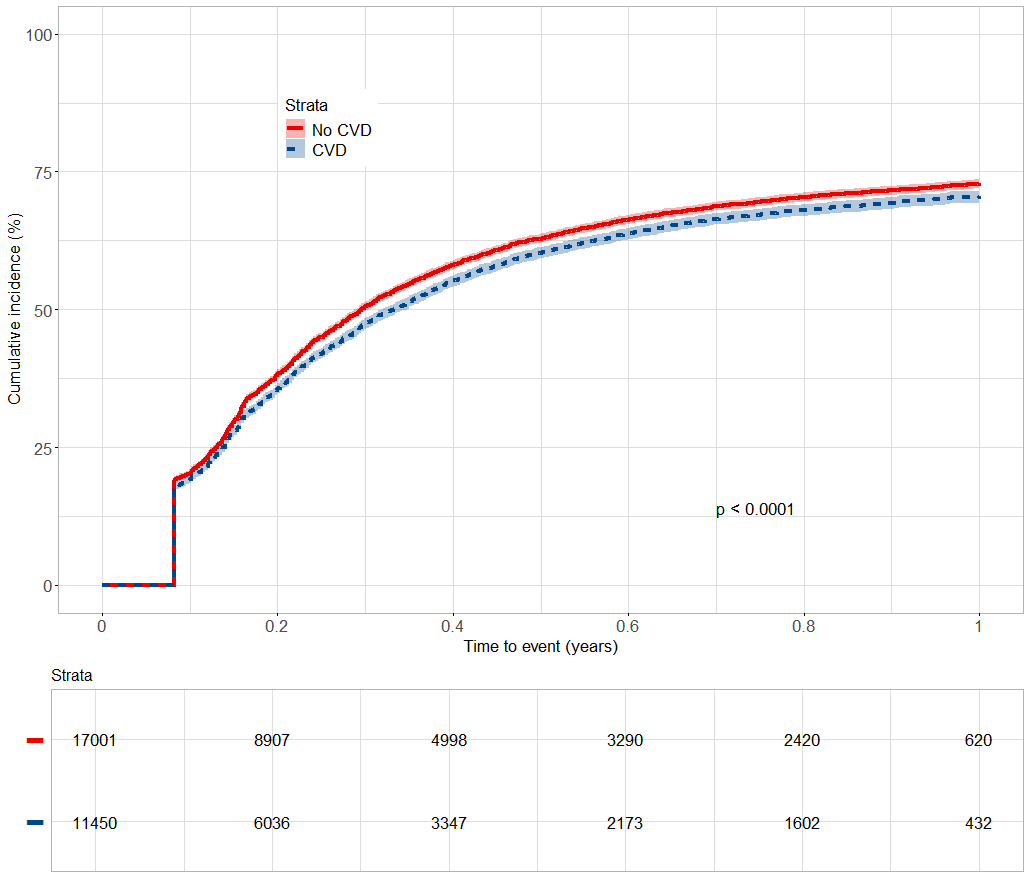 100
75
50
25
0
Cumulative incidence (%)
Strata
No CVD
CVD
p < 0.0001
0 0.2 0.4 0.6 0.8 1
Time to event (years)
Strata
17001 8907 4998 3290 2420 620
11450 6036 3347 2173 1602 432